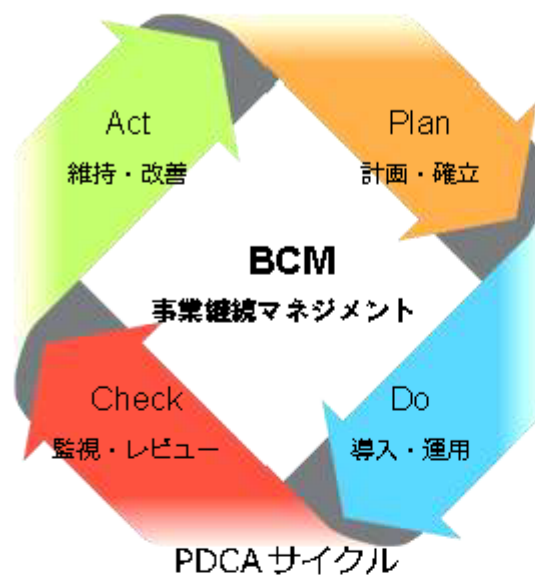 Act
維持・改善
Plan
計画・確立
BCM
事業継続マネジメント
Check
監視・レビュー
Do
導入・運用
PDCAサイクル